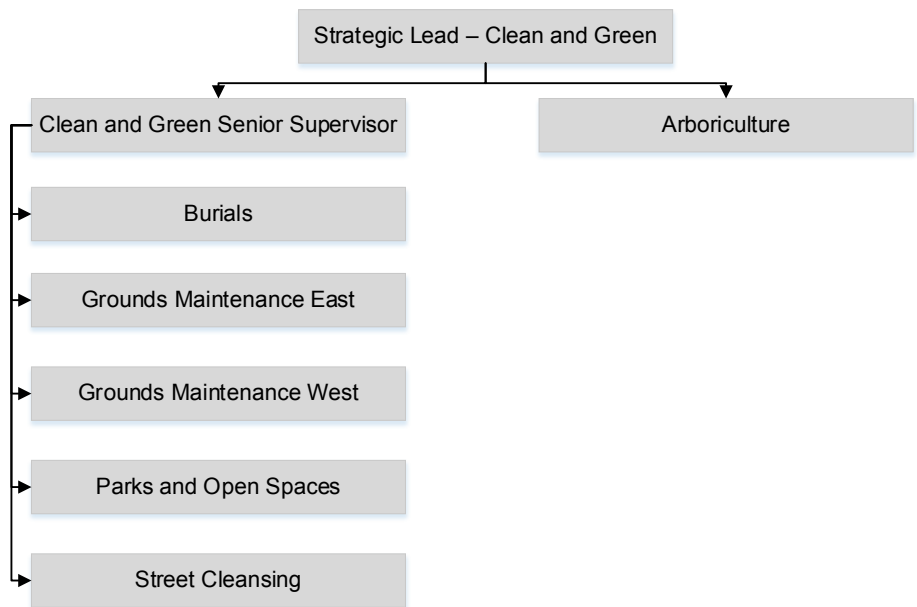 Strategic Lead – Clean and Green
Clean and Green Senior Supervisor
Arboriculture
Burials
Grounds Maintenance East
Grounds Maintenance West
Parks and Open Spaces
Street Cleansing